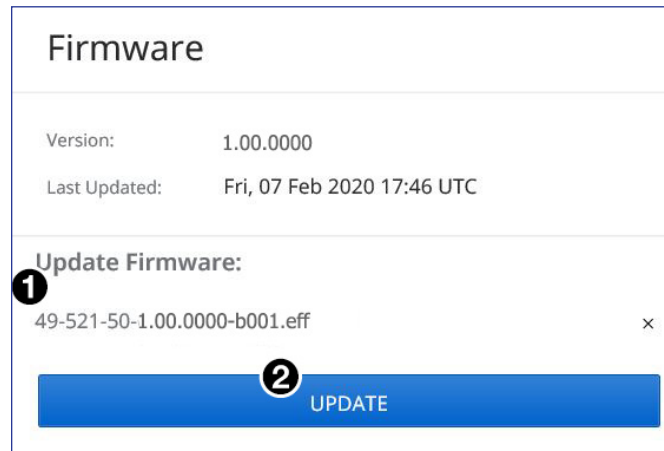 Firmware
Version: 1.00.0000
Last Updated: Fri, 07 Feb 2020 17:46 UTC
Update Firmware:
1
49-521-50-1.00.0000-b001.eff ×
2
UPDATE